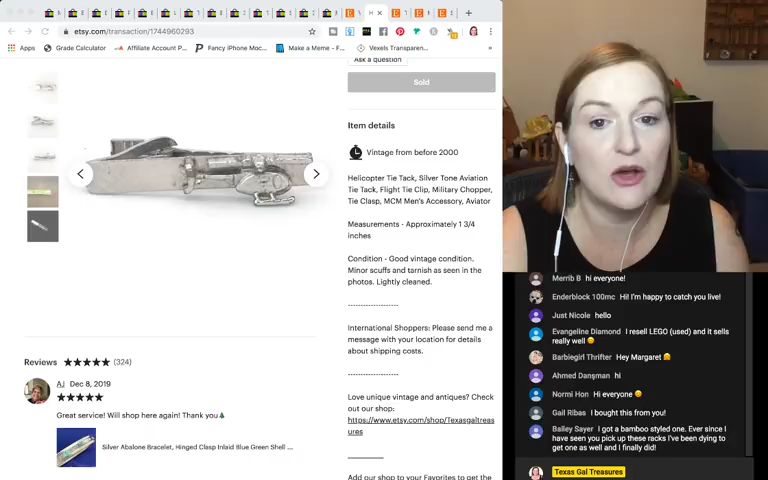 etsy.com/transaction/1744960293
Apps
Grade Calculator
Affiliate Account P...
Fancy iPhone Moc...
Make a Meme - F...
Vexels Transparen...
Ask a question
Sold
Item details
Vintage from before 2000
Helicopter Tie Tack, Silver Tone Aviation
Tie Tack, Flight Tie Clip, Military Chopper,
Tie Clasp, MCM Men's Accessory, Aviator
Measurements - Approximately 1 3/4
inches
Condition - Good vintage condition.
Minor scuffs and tarnish as seen in the
photos. Lightly cleaned.
--------------------
International Shoppers: Please send me a
message with your location for details
about shipping costs.
--------------------
Love unique vintage and antiques? Check
out our shop:
https://www.etsy.com/shop/Texasgaltreas
ures
Add our shop to your Favorites to get the
Reviews ★★★★★ (324)
AJ Dec 8, 2019
★★★★★
Great service! Will shop here again! Thank you🌲
Silver Abalone Bracelet, Hinged Clasp Inlaid Blue Green Shell ...
Merrib B hi everyone!
Enderblock 100mc Hi! I'm happy to catch you live!
Just Nicole hello
Evangeline Diamond I resell LEGO (used) and it sells
really well
Barbiegirl Thrifter Hey Margaret
Ahmed Danışman hi
Normi Hon Hi everyone
Gail Ribas I bought this from you!
Bailey Sayer I got a bamboo styled one. Ever since I
have seen you pick up these racks I've been dying to
get one as well and I finally did!
Texas Gal Treasures